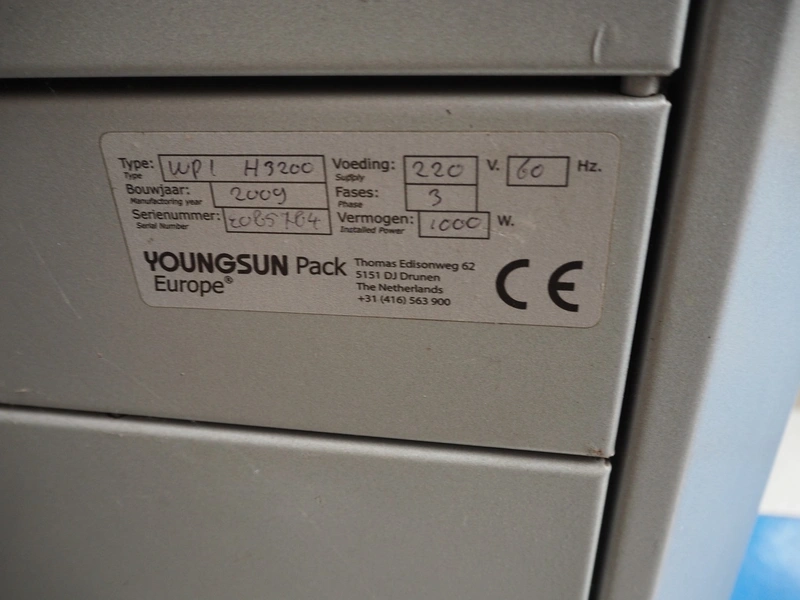 Type: WP1 H3200 Voeding: 220 V. 60 Hz.
Type Supply
Bouwjaar: 2009 Fases: 3
Manufactoring year Phase
Serienummer: Vermogen: 1000 W.
Serial Number Installed Power
YOUNGSUN Pack
Europe®
Thomas Edisonweg 62
5151 DJ Drunen
The Netherlands
+31 (416) 563 900
CE